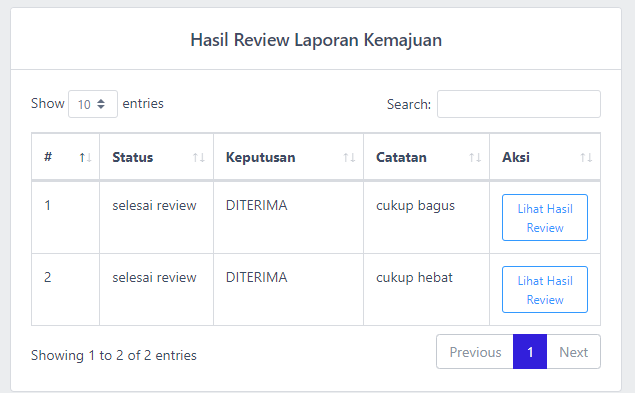 Hasil Review Laporan Kemajuan
Show 10 entries Search:
# Status Keputusan Catatan Aksi
1 selesai review DITERIMA cukup bagus Lihat Hasil
Review
2 selesai review DITERIMA cukup hebat Lihat Hasil
Review
Showing 1 to 2 of 2 entries Previous 1 Next